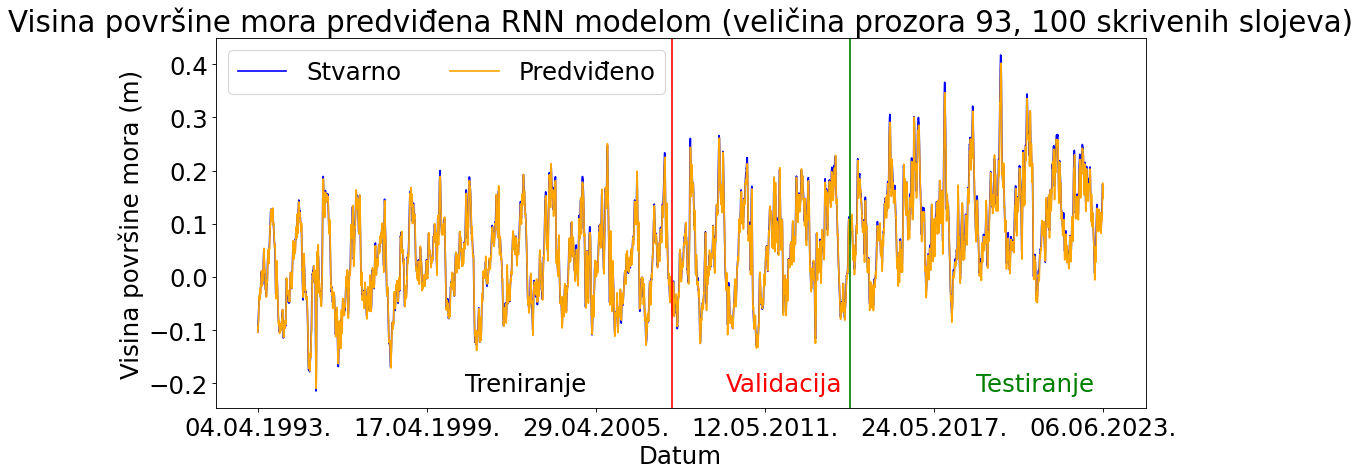 Visina površine mora predviđena RNN modelom (veličina prozora 93, 100 skrivenih slojeva)
Visina površine mora (m)
0.4
0.3
0.2
0.1
0.0
−0.1
−0.2
Stvarno Predviđeno
Treniranje Validacija Testiranje
04.04.1993. 17.04.1999. 29.04.2005. 12.05.2011. 24.05.2017. 06.06.2023.
Datum